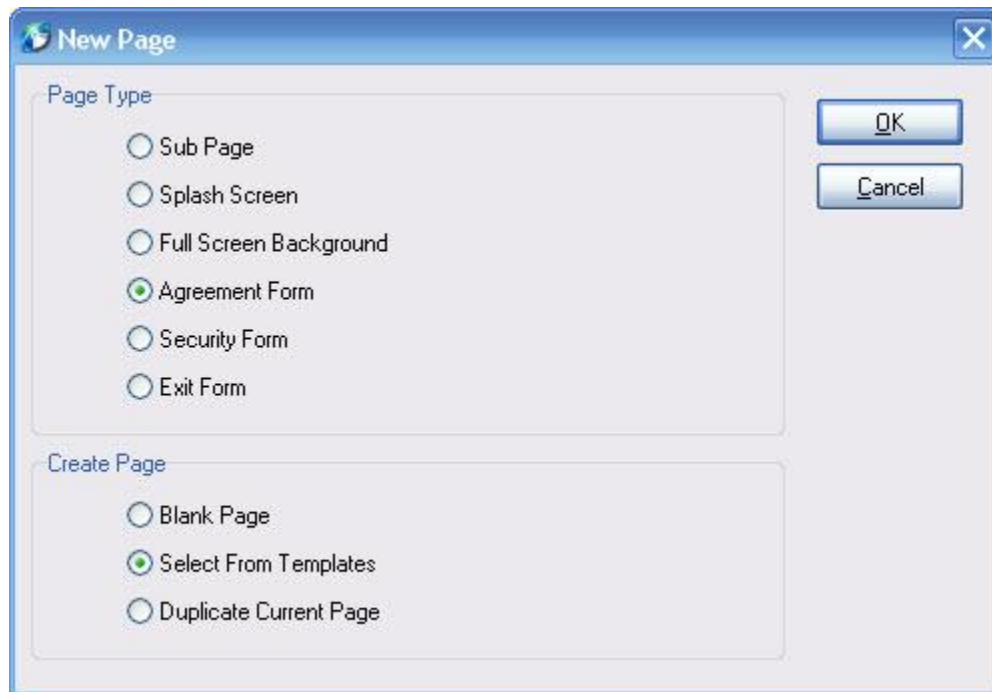 New Page
Page Type
Sub Page
Splash Screen
Full Screen Background
Agreement Form
Security Form
Exit Form
OK
Cancel
Create Page
Blank Page
Select From Templates
Duplicate Current Page